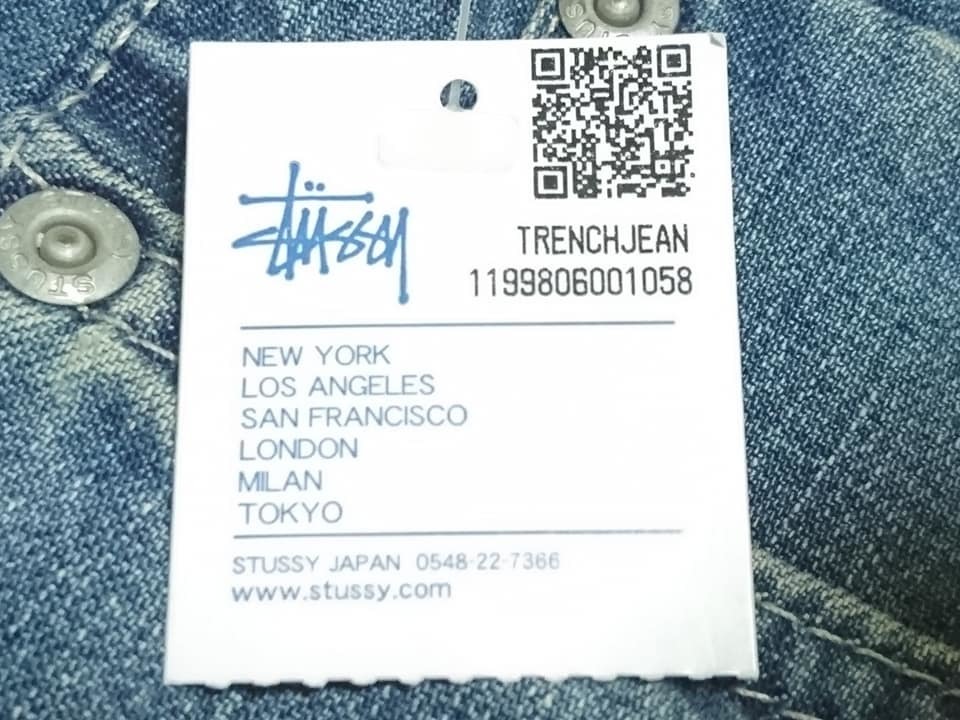 STÜSSY
TRENCHJEAN
1199806001058
NEW YORK
LOS ANGELES
SAN FRANCISCO
LONDON
MILAN
TOKYO
STUSSY JAPAN 0548-22-7366
www.stussy.com
STUSSY